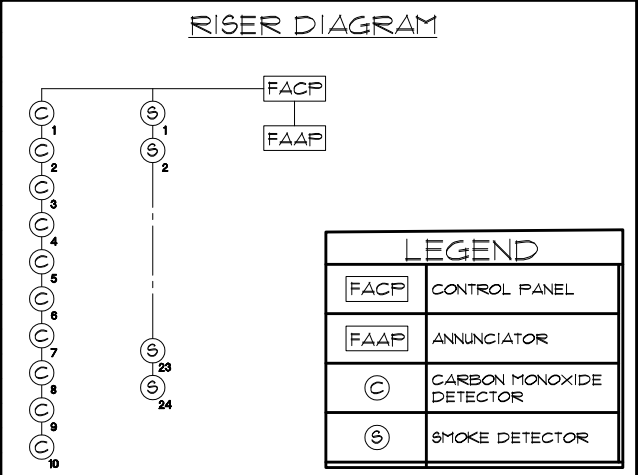 RISER DIAGRAM
FACP
FAAP
C 1
C 2
C 3
C 4
C 5
C 6
C 7
C 8
C 9
C 10
S 1
S 2
S 23
S 24
LEGEND
FACP CONTROL PANEL
FAAP ANNUNCIATOR
C CARBON MONOXIDE
DETECTOR
S SMOKE DETECTOR